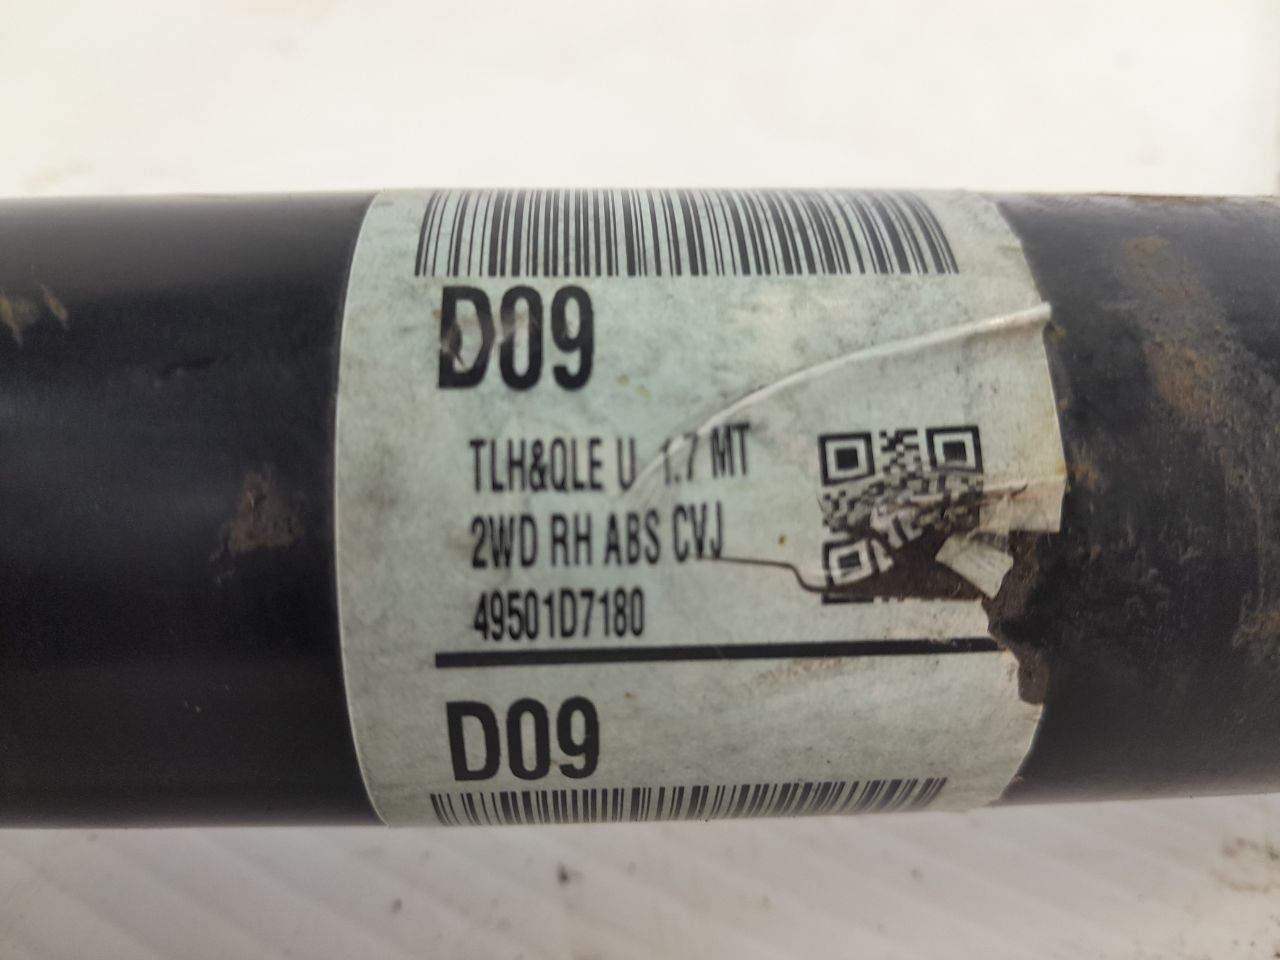 D09
TLH&QLE U 1.7 MT
2WD RH ABS CVJ
49501D7180
D09